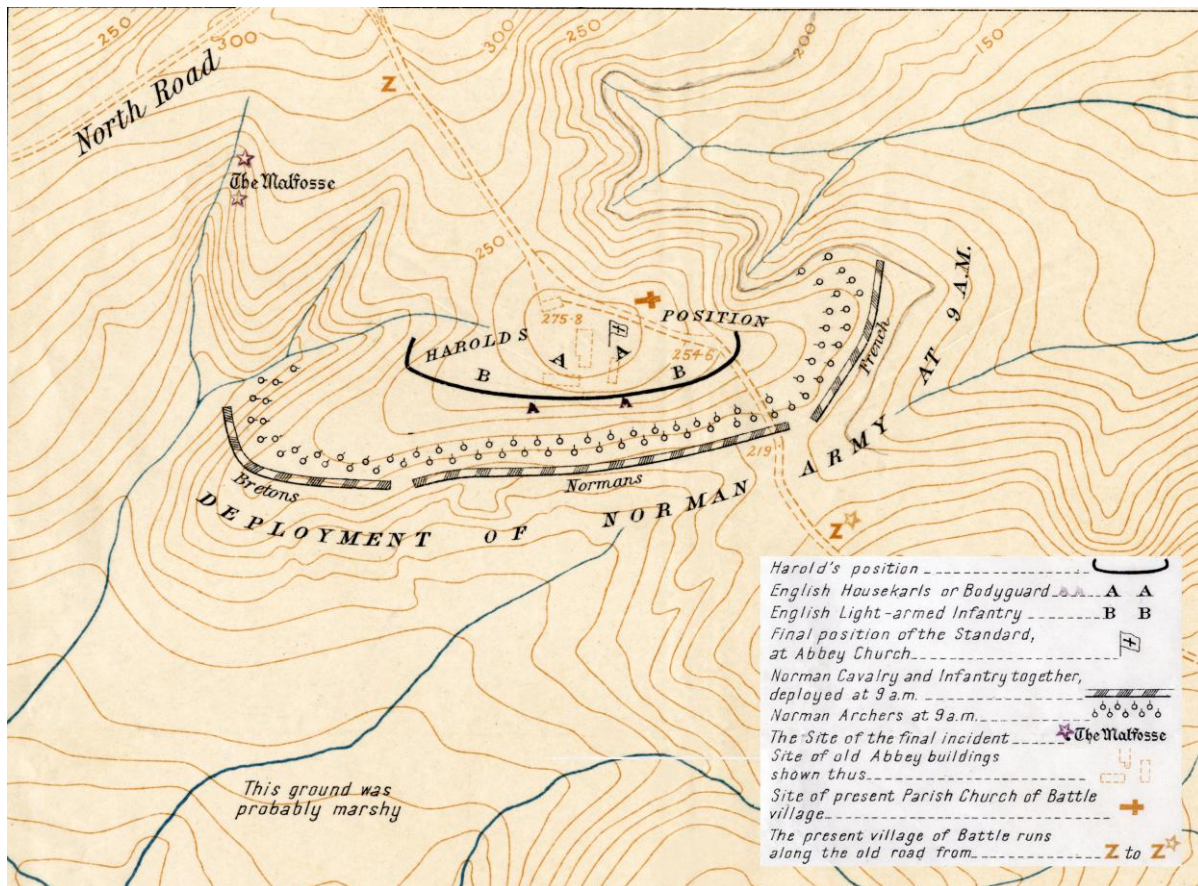 250
300
300
250
200
150
North Road
Z
The Malfosse
250
275·8
HAROLDS POSITION
254·6
A A
B B
A A
French
219
Bretons
Normans
DEPLOYMENT OF NORMAN ARMY AT 9 A.M.
Z
This ground was
probably marshy
Harold's position
English Housekarls or Bodyguard AA A A
English Light-armed Infantry B B
Final position of the Standard,
at Abbey Church
Norman Cavalry and Infantry together,
deployed at 9 a.m.
Norman Archers at 9 a.m.
The Site of the final incident The Malfosse
Site of old Abbey buildings
shown thus
Site of present Parish Church of Battle
village
The present village of Battle runs
along the old road from Z to Z